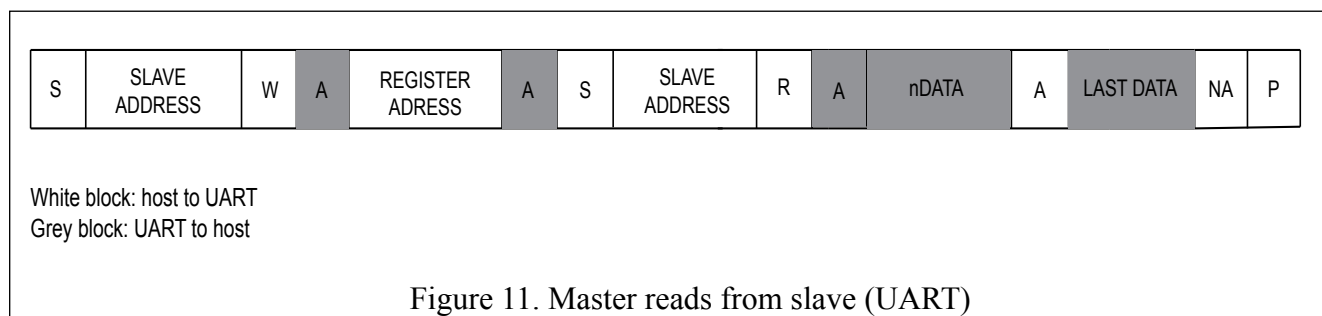 S SLAVE ADDRESS W A REGISTER ADRESS A S SLAVE ADDRESS R A nDATA A LAST DATA NA P
White block: host to UART
Grey block: UART to host
Figure 11. Master reads from slave (UART)